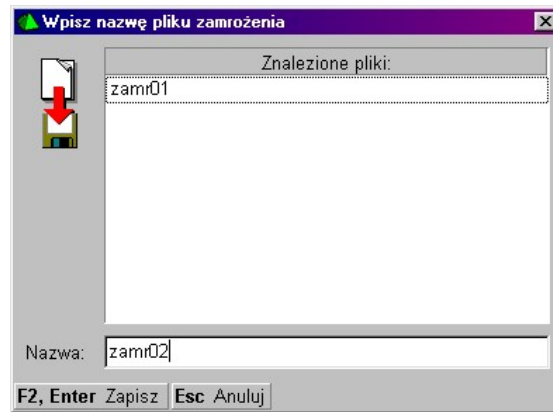 Wpisz nazwę pliku zamrożenia
Znalezione pliki:
zamr01
Nazwa: zamr02
F2, Enter Zapisz Esc Anuluj